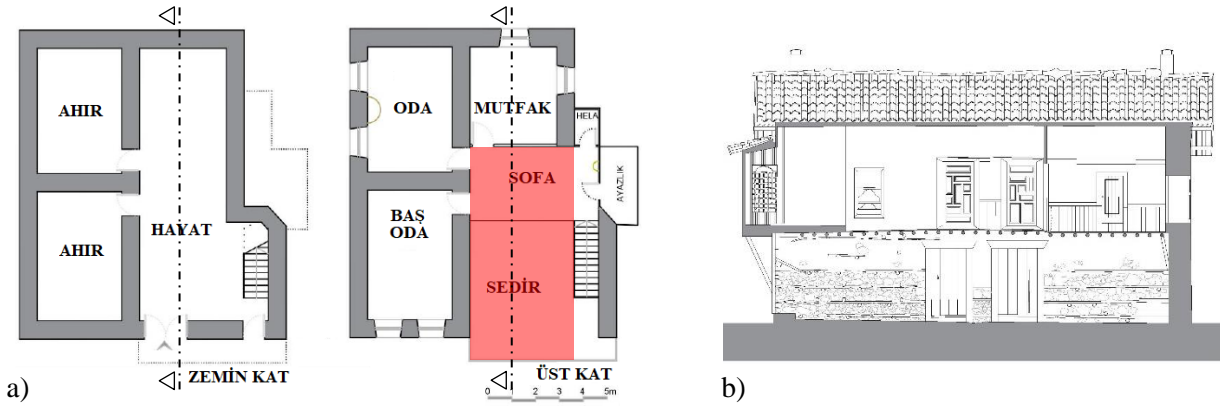 AHIR
AHIR
HAYAT
ZEMİN KAT
a)
ODA
MUTFAK
HELA
SOFA
AYAZLIK
BAŞ
ODA
SEDİR
ÜST KAT
0 1 2 3 4 5m
b)